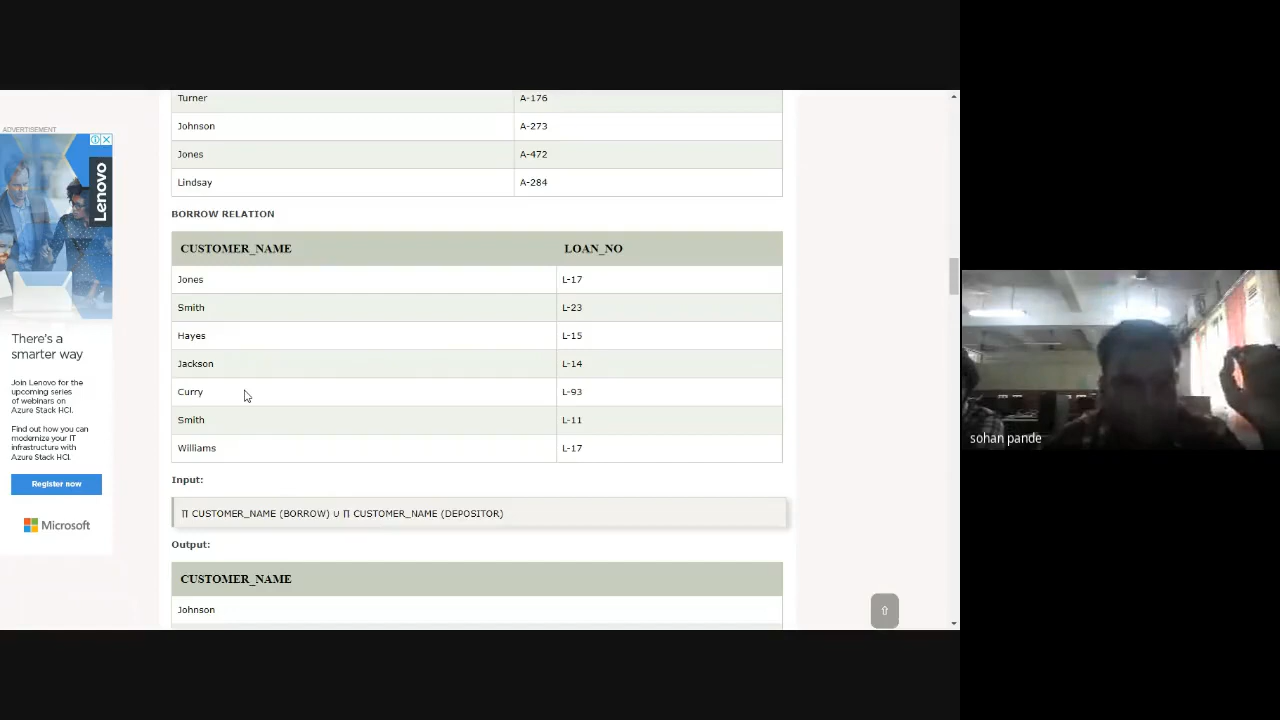 Turner A-176
Johnson A-273
Jones A-472
Lindsay A-284
BORROW RELATION
CUSTOMER_NAME LOAN_NO
Jones L-17
Smith L-23
Hayes L-15
Jackson L-14
Curry L-93
Smith L-11
Williams L-17
Input:
∏ CUSTOMER_NAME (BORROW) ∪ ∏ CUSTOMER_NAME (DEPOSITOR)
Output:
CUSTOMER_NAME
Johnson
ADVERTISEMENT
Lenovo
There's a
smarter way
Join Lenovo for the
upcoming series
of webinars on
Azure Stack HCI.
Find out how you can
modernize your IT
infrastructure with
Azure Stack HCI.
Register now
Microsoft
sohan pande